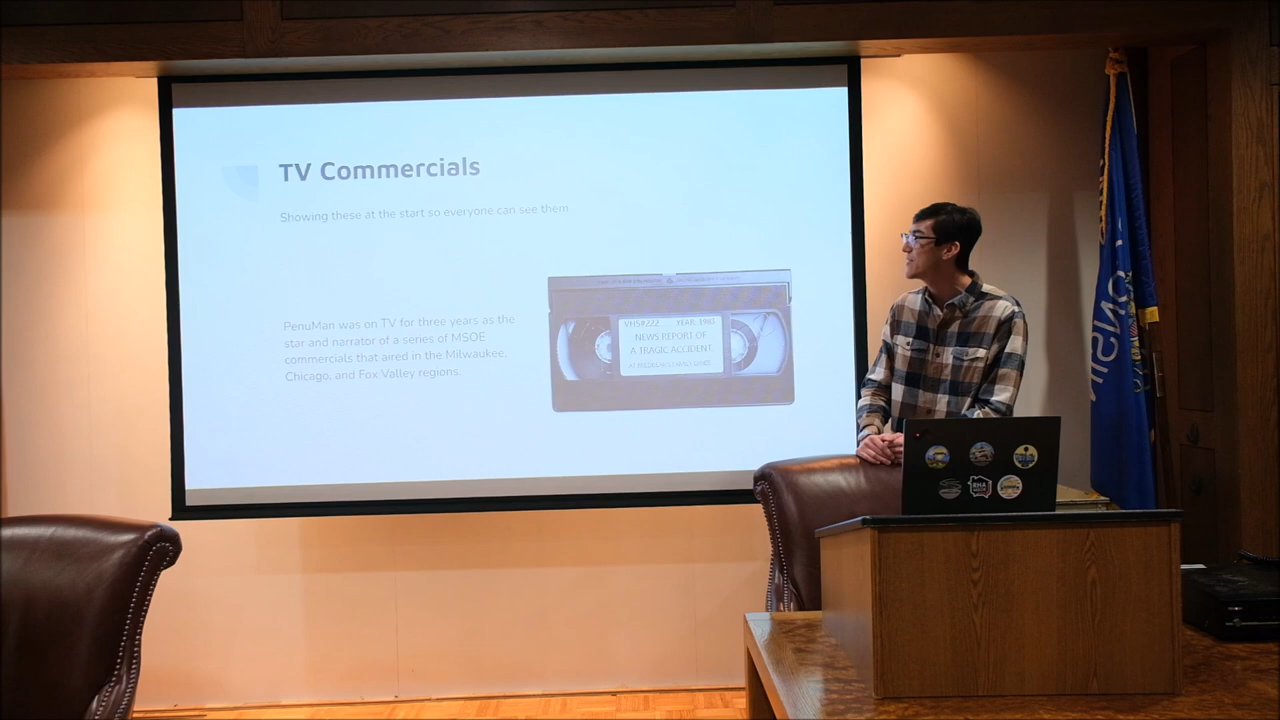 TV Commercials
Showing these at the start so everyone can see them
PenuMan was on TV for three years as the
star and narrator of a series of MSOE
commercials that aired in the Milwaukee,
Chicago, and Fox Valley regions.
VHS#222 YEAR: 1983
NEWS REPORT OF
A TRAGIC ACCIDENT
RHA